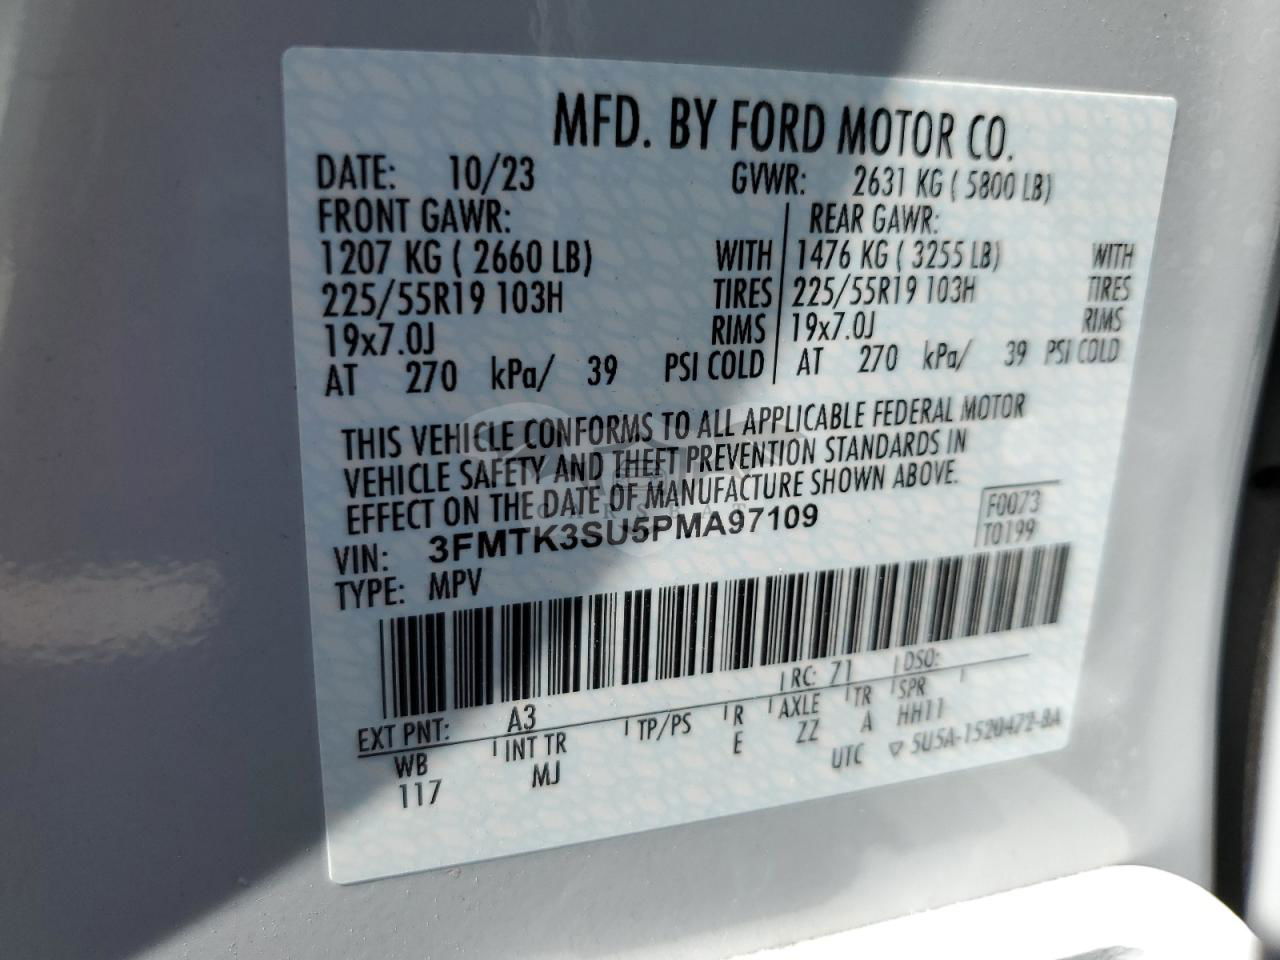 MFD. BY FORD MOTOR CO.
DATE: 10/23 GVWR: 2631 KG ( 5800 LB)
FRONT GAWR: REAR GAWR:
1207 KG ( 2660 LB) WITH 1476 KG ( 3255 LB) WITH
225/55R19 103H TIRES 225/55R19 103H TIRES
19x7.0J RIMS 19x7.0J RIMS
AT 270 kPa/ 39 PSI COLD AT 270 kPa/ 39 PSI COLD
THIS VEHICLE CONFORMS TO ALL APPLICABLE FEDERAL MOTOR
VEHICLE SAFETY AND THEFT PREVENTION STANDARDS IN
EFFECT ON THE DATE OF MANUFACTURE SHOWN ABOVE.
F0073
VIN: 3FMTK3SU5PMA97109
T0199
TYPE: MPV
RC: 71 DSO:
EXT PNT: A3
WB INT TR TP/PS R AXLE TR SPR
117 MJ E ZZ A HH11
UTC ▽ 5U5A-1520472-BA